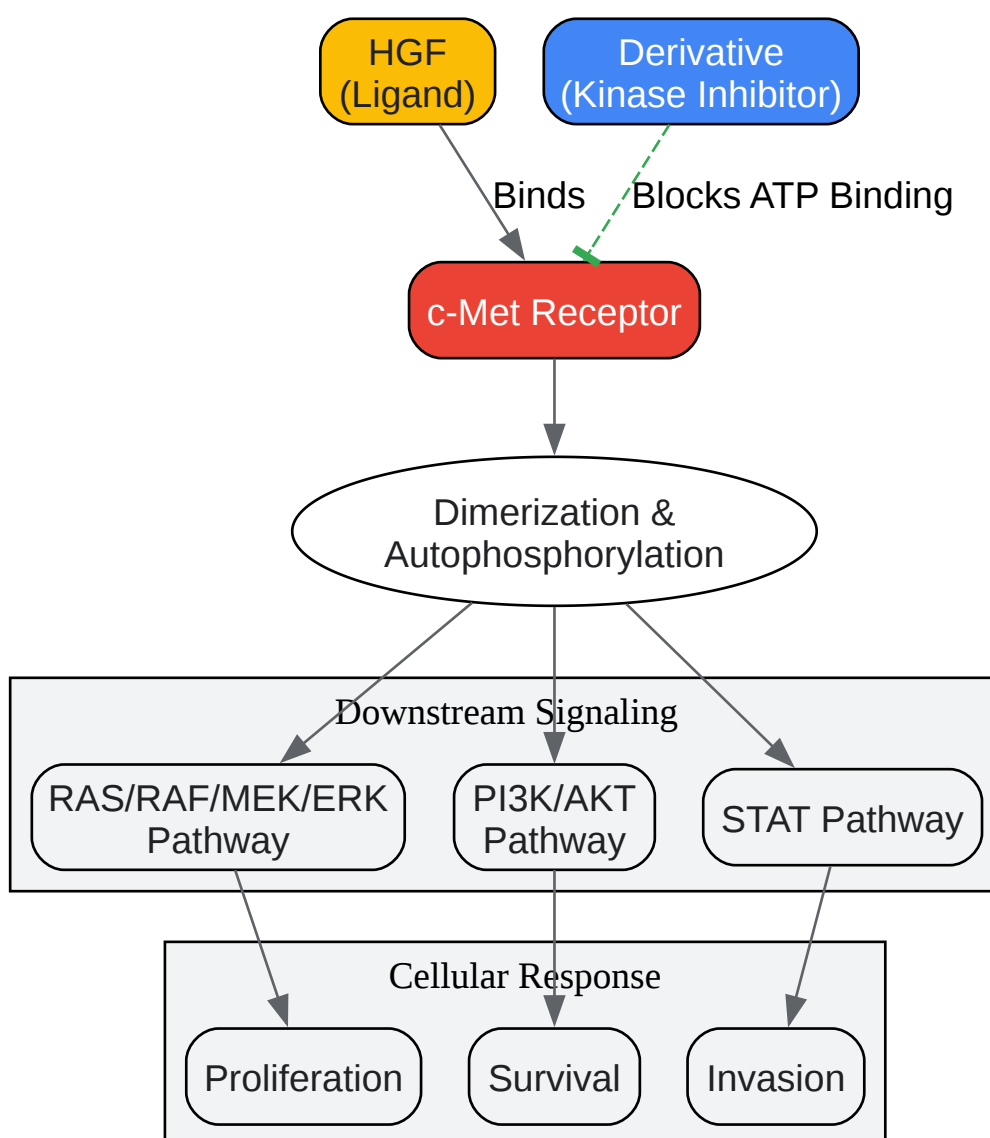 HGF
(Ligand)
Derivative
(Kinase Inhibitor)
Binds
Blocks ATP Binding
c-Met Receptor
Dimerization &
Autophosphorylation
Downstream Signaling
RAS/RAF/MEK/ERK
Pathway
PI3K/AKT
Pathway
STAT Pathway
Cellular Response
Proliferation
Survival
Invasion